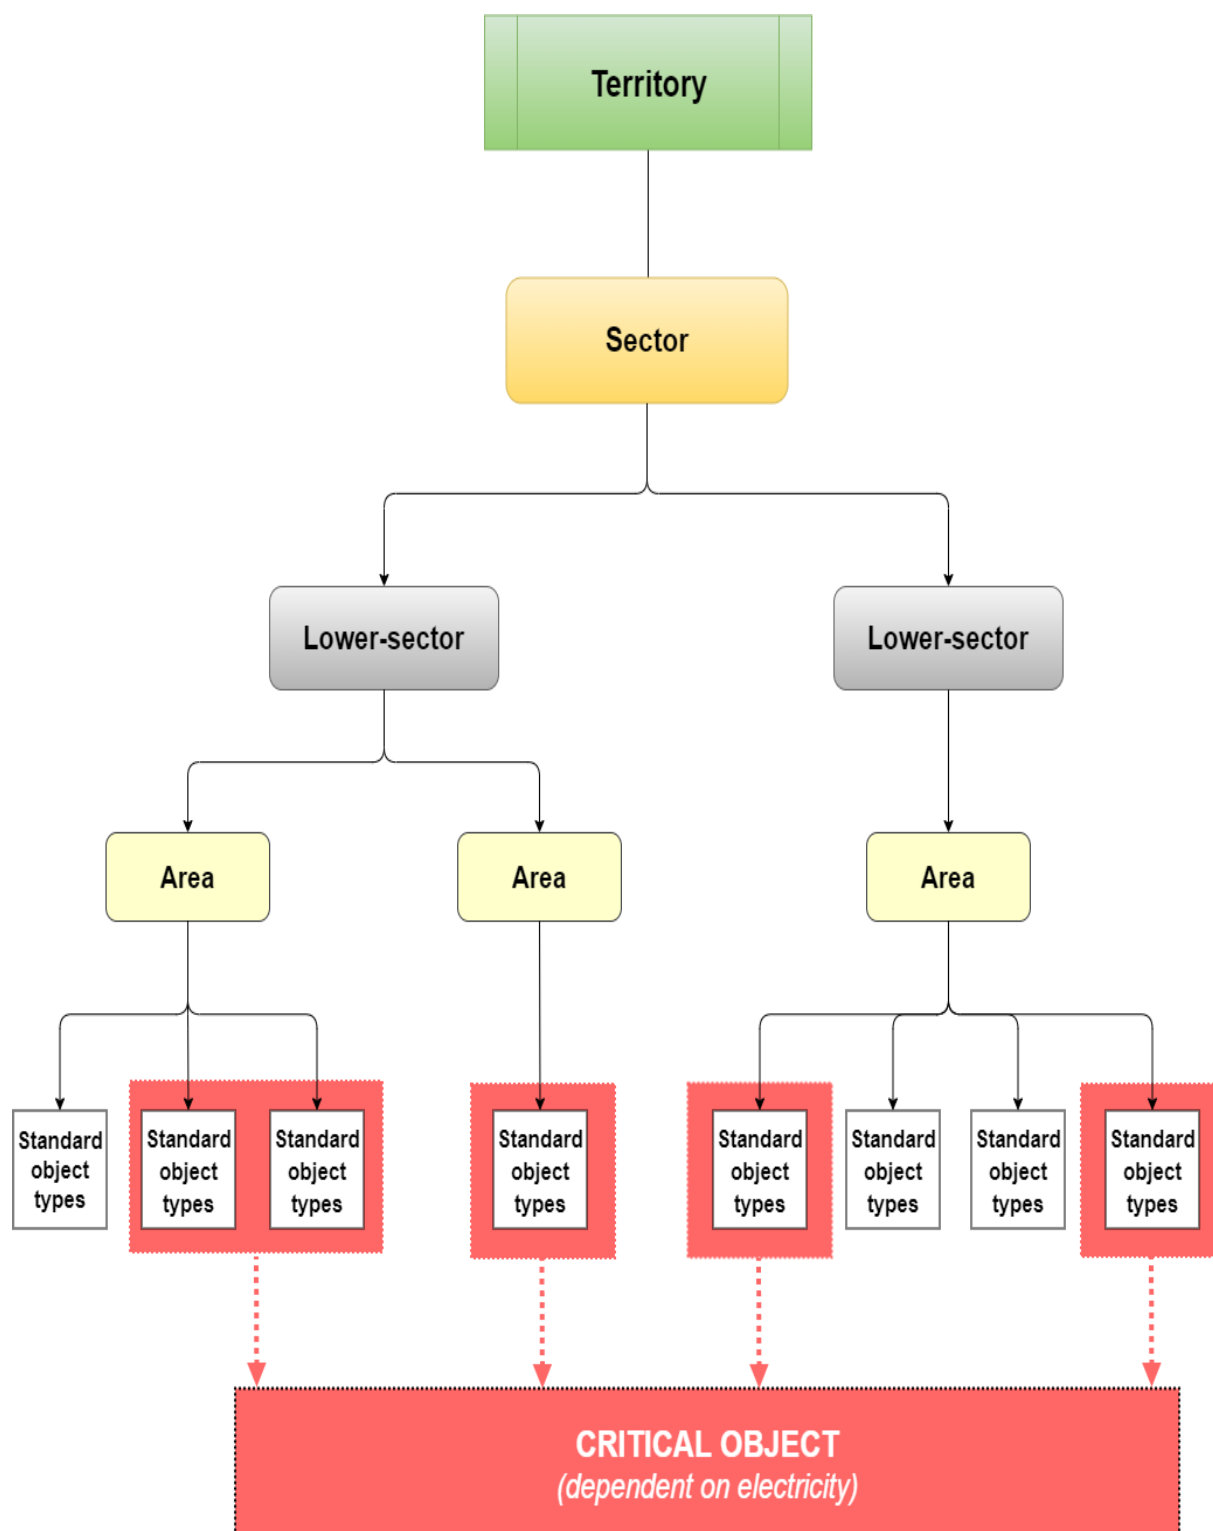 Territory
Sector
Lower-sector
Lower-sector
Area
Area
Area
Standard
object
types
Standard
object
types
Standard
object
types
Standard
object
types
Standard
object
types
Standard
object
types
Standard
object
types
Standard
object
types
CRITICAL OBJECT
(dependent on electricity)